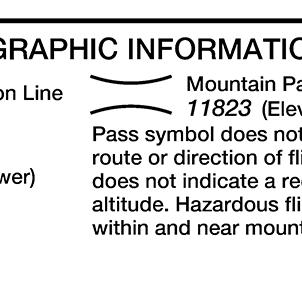 GRAPHIC INFORMATIO
on Line
Mountain Pa
11823 (Elev
Pass symbol does not
route or direction of fli
wer)
does not indicate a re
altitude. Hazardous fli
within and near mount